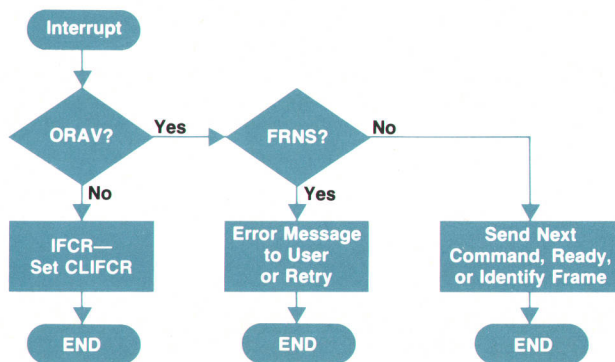 Interrupt
ORAV?
Yes
FRNS?
No
No
Yes
IFCR—
Set CLIFCR
Error Message
to User
or Retry
Send Next
Command, Ready,
or Identify Frame
END
END
END